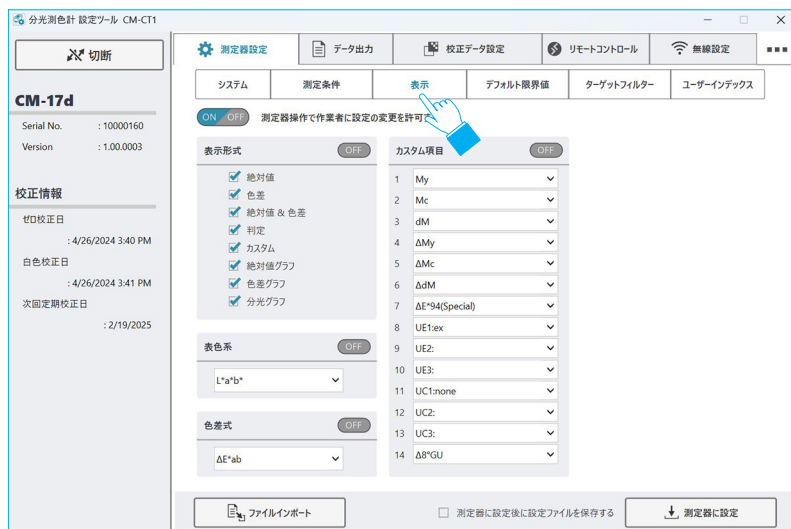 分光測色計 設定ツール CM-CT1
切断
測定器設定
データ出力
校正データ設定
リモートコントロール
無線設定
システム
測定条件
表示
デフォルト限界値
ターゲットフィルター
ユーザーインデックス
CM-17d
Serial No. : 10000160
Version : 1.00.0003
校正情報
ゼロ校正日
: 4/26/2024 3:40 PM
白色校正日
: 4/26/2024 3:41 PM
次回定期校正日
: 2/19/2025
ON OFF 測定器操作で作業者に設定の変更を許可
表示形式 OFF
絶対値
色差
絶対値 & 色差
判定
カスタム
絶対値グラフ
色差グラフ
分光グラフ
表色系 OFF
L*a*b*
色差式 OFF
ΔE*ab
カスタム項目 OFF
1 My
2 Mc
3 dM
4 ΔMy
5 ΔMc
6 ΔdM
7 ΔE*94(Special)
8 UE1:ex
9 UE2:
10 UE3:
11 UC1:none
12 UC2:
13 UC3:
14 Δ8°GU
ファイルインポート
測定器に設定後に設定ファイルを保存する
測定器に設定